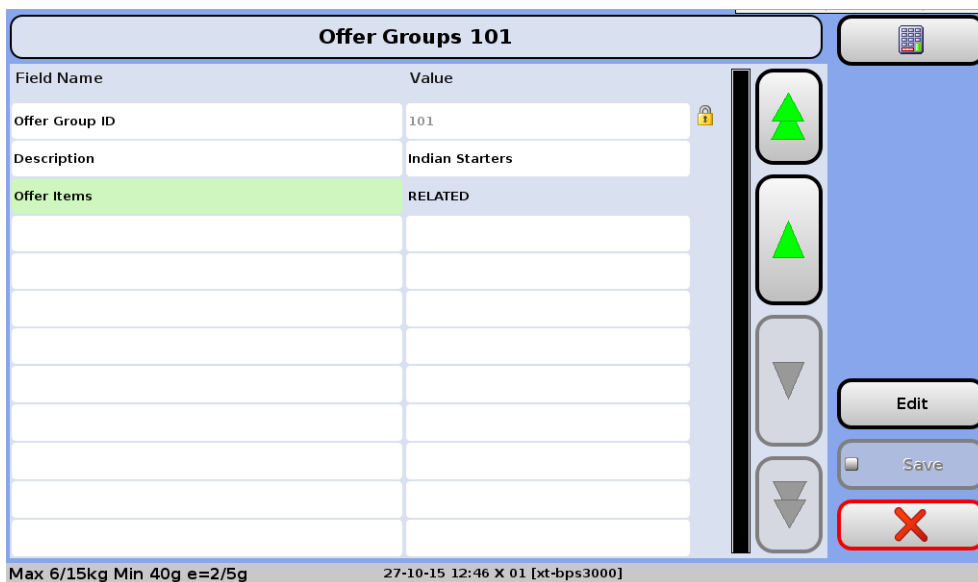 Offer Groups 101
Field Name Value
Offer Group ID 101
Description Indian Starters
Offer Items RELATED
Edit
Save
Max 6/15kg Min 40g e=2/5g 27-10-15 12:46 X 01 [xt-bps3000]